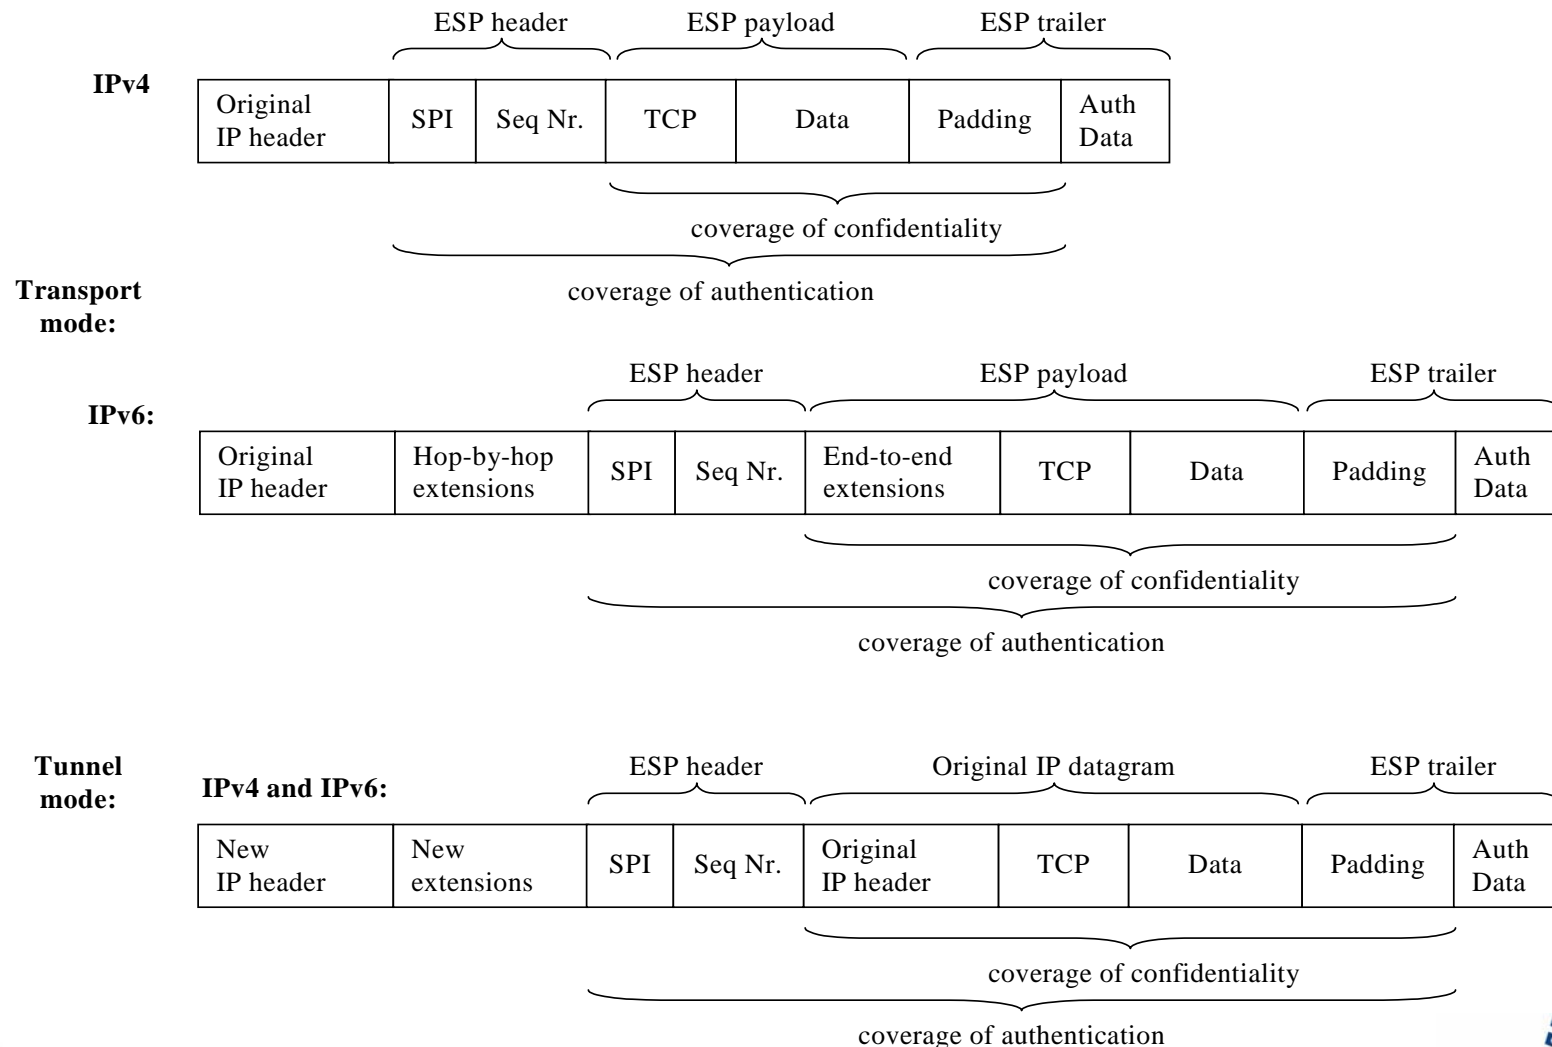 ESP header ESP payload ESP trailer
IPv4
Original
IP header
SPI
Seq Nr.
TCP
Data
Padding
Auth
Data
coverage of confidentiality
coverage of authentication
Transport
mode:
ESP header ESP payload ESP trailer
IPv6:
Original
IP header
Hop-by-hop
extensions
SPI
Seq Nr.
End-to-end
extensions
TCP
Data
Padding
Auth
Data
coverage of confidentiality
coverage of authentication
Tunnel
mode:
IPv4 and IPv6:
ESP header Original IP datagram ESP trailer
New
IP header
New
extensions
SPI
Seq Nr.
Original
IP header
TCP
Data
Padding
Auth
Data
coverage of confidentiality
coverage of authentication